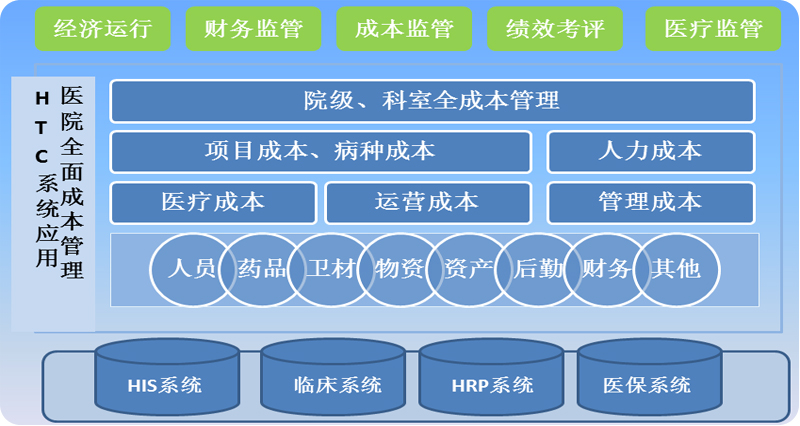 经济运行
财务监管
成本监管
绩效考评
医疗监管
医院全面成本管理
HTC系统应用
院级、科室全成本管理
项目成本、病种成本
人力成本
医疗成本
运营成本
管理成本
人员
药品
卫材
物资
资产
后勤
财务
其他
HIS系统
临床系统
HRP系统
医保系统